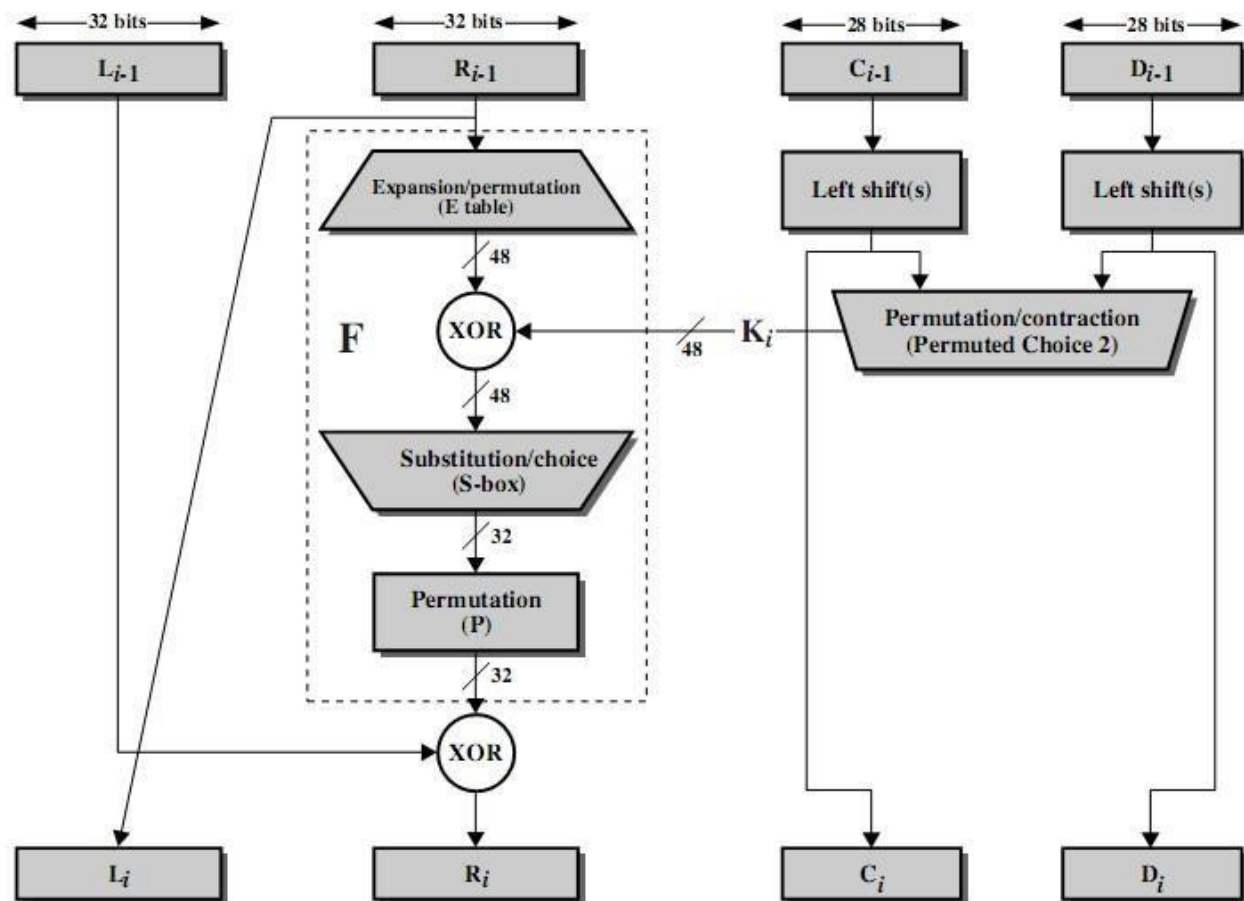 32 bits
32 bits
28 bits
28 bits
Li-1
Ri-1
Ci-1
Di-1
Expansion/permutation
(E table)
Left shift(s)
Left shift(s)
48
F
XOR
48
Ki
Permutation/contraction
(Permuted Choice 2)
48
Substitution/choice
(S-box)
32
Permutation
(P)
32
XOR
Li
Ri
Ci
Di